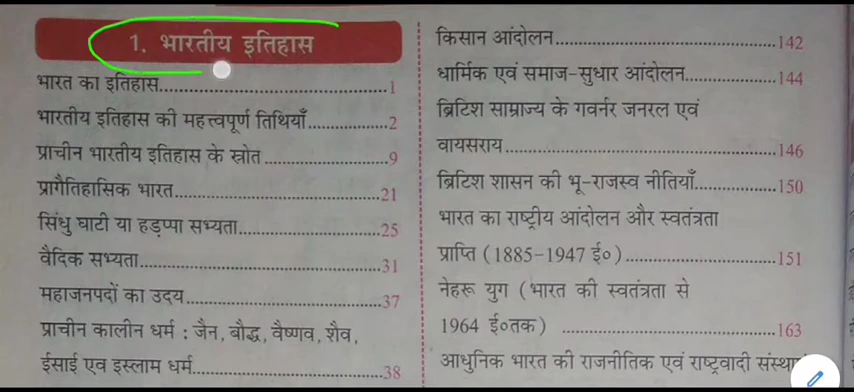 1. भारतीय इतिहास
भारत का इतिहास....................................................1
भारतीय इतिहास की महत्त्वपूर्ण तिथियाँ.................2
प्राचीन भारतीय इतिहास के स्रोत..........................9
प्रागैतिहासिक भारत..............................................21
सिंधु घाटी या हड़प्पा सभ्यता................................25
वैदिक सभ्यता.......................................................31
महाजनपदों का उदय............................................37
प्राचीन कालीन धर्म : जैन, बौद्ध, वैष्णव, शैव,
ईसाई एव इस्लाम धर्म..........................................38
किसान आंदोलन..................................................142
धार्मिक एवं समाज-सुधार आंदोलन....................144
ब्रिटिश साम्राज्य के गवर्नर जनरल एवं
वायसराय..............................................................146
ब्रिटिश शासन की भू-राजस्व नीतियाँ..................150
भारत का राष्ट्रीय आंदोलन और स्वतंत्रता
प्राप्ति (1885-1947 ई०)......................................151
नेहरू युग (भारत की स्वतंत्रता से
1964 ई०तक) ......................................................163
आधुनिक भारत की राजनीतिक एवं राष्ट्रवादी